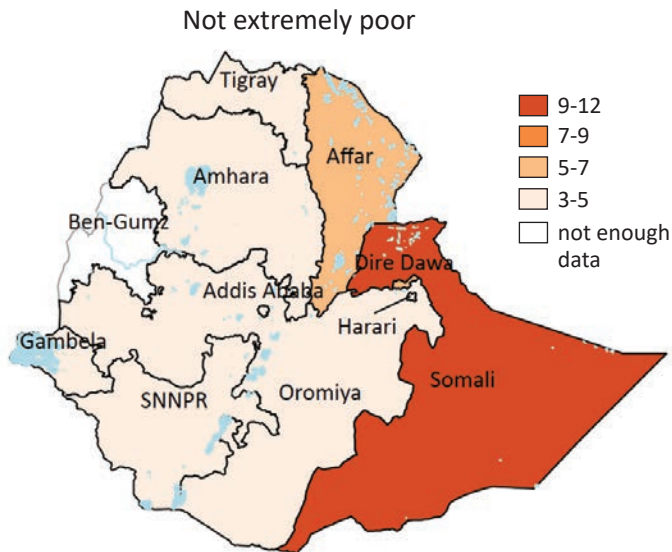 Not extremely poor
Tigray
9-12
7-9
5-7
3-5
not enough
data
Affar
Amhara
Ben-Gumz
Dire Dawa
Addis Ababa
Harari
Gambela
Somali
Oromiya
SNNPR